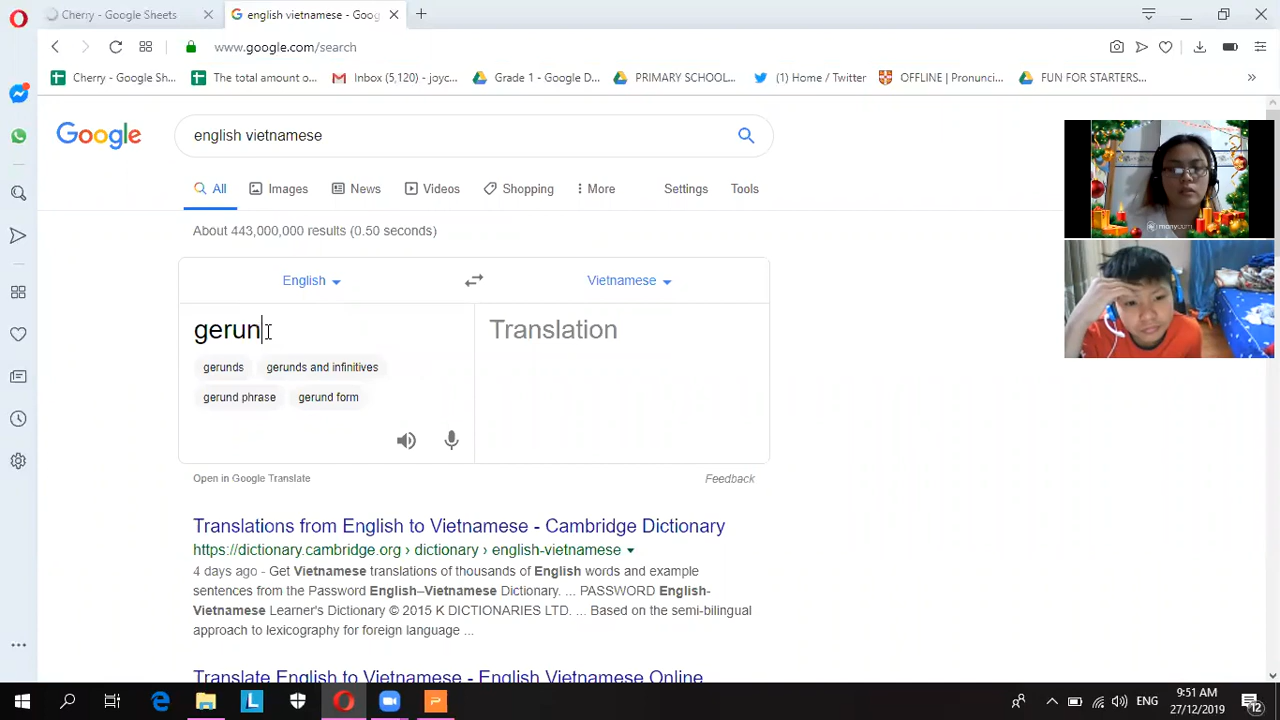 Cherry - Google Sheets
english vietnamese - Goog
www.google.com/search
Cherry - Google Sh...
The total amount o...
Inbox (5,120) - joyc...
Grade 1 - Google D...
PRIMARY SCHOOL...
(1) Home / Twitter
OFFLINE | Pronunci...
FUN FOR STARTERS...
Google
english vietnamese
All
Images
News
Videos
Shopping
More
Settings
Tools
About 443,000,000 results (0.50 seconds)
English
Vietnamese
gerun
Translation
gerunds
gerunds and infinitives
gerund phrase
gerund form
Open in Google Translate
Feedback
Translations from English to Vietnamese - Cambridge Dictionary
https://dictionary.cambridge.org › dictionary › english-vietnamese
4 days ago - Get Vietnamese translations of thousands of English words and example
sentences from the Password English–Vietnamese Dictionary. ... PASSWORD English-
Vietnamese Learner's Dictionary © 2015 K DICTIONARIES LTD. ... Based on the semi-bilingual
approach to lexicography for foreign language ...
Translate English to Vietnamese - English Vietnamese Online
ENG
9:51 AM
27/12/2019
12